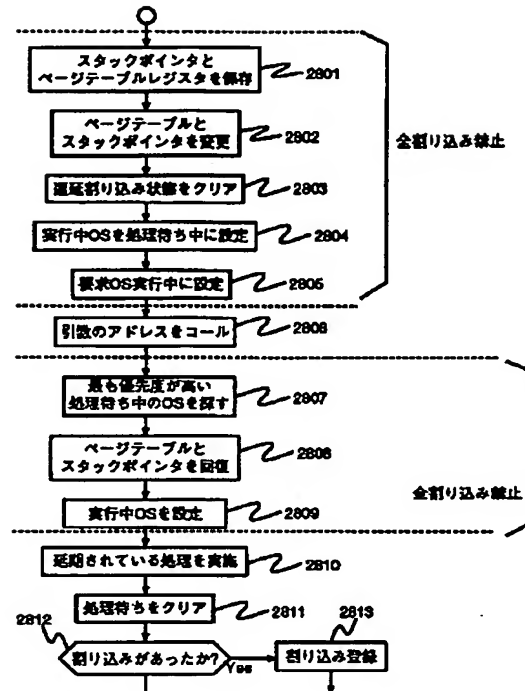 スタックポインタと
ページテーブルレジスタを保存
2801
ページテーブルと
スタックポインタを変更
2802
全割り込み禁止
遅延割り込み状態をクリア
2803
実行中OSを処理待ち中に設定
2804
要求OS実行中に設定
2805
引数のアドレスをコール
2806
最も優先度が高い
処理待ち中のOSを探す
2807
ページテーブルと
スタックポインタを回復
2808
全割り込み禁止
実行中OSを設定
2809
延期されている処理を実施
2810
処理待ちをクリア
2811
2812
2813
割り込みがあったか?
Yes
割り込み登録